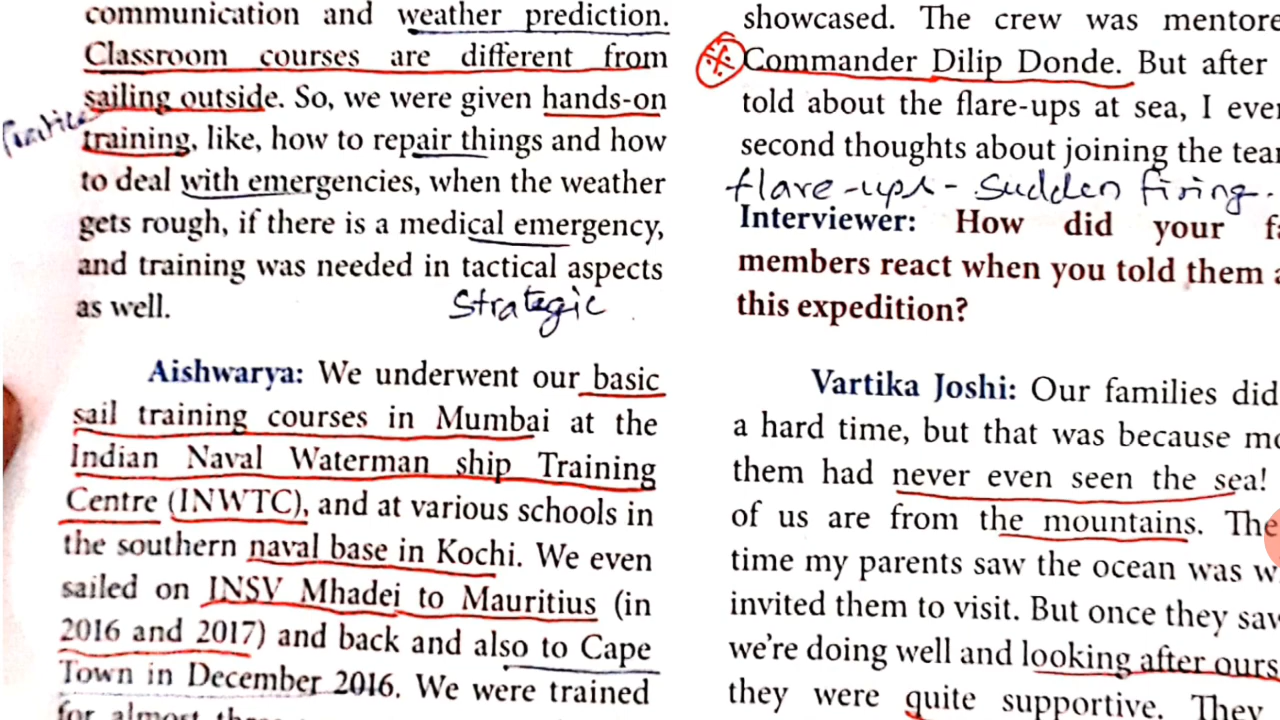 communication and weather prediction.
Classroom courses are different from
sailing outside. So, we were given hands-on
training, like, how to repair things and how
to deal with emergencies, when the weather
gets rough, if there is a medical emergency,
and training was needed in tactical aspects
as well.
Strategic
Aishwarya: We underwent our basic
sail training courses in Mumbai at the
Indian Naval Waterman ship Training
Centre (INWTC), and at various schools in
the southern naval base in Kochi. We even
sailed on INSV Mhadei to Mauritius (in
2016 and 2017) and back and also to Cape
Town in December 2016. We were trained
for almost
showcased. The crew was
Commander Dilip Donde. But after
told about the flare-ups at sea, I
second thoughts about joining the
flare-ups - Sudden firing.
Interviewer: How did your
members react when you told them
this expedition?
Vartika Joshi: Our families did
a hard time, but that was because
them had never even seen the sea!
of us are from the mountains.
time my parents saw the ocean was
invited them to visit. But once they
we're doing well and looking after
they were quite supportive. They